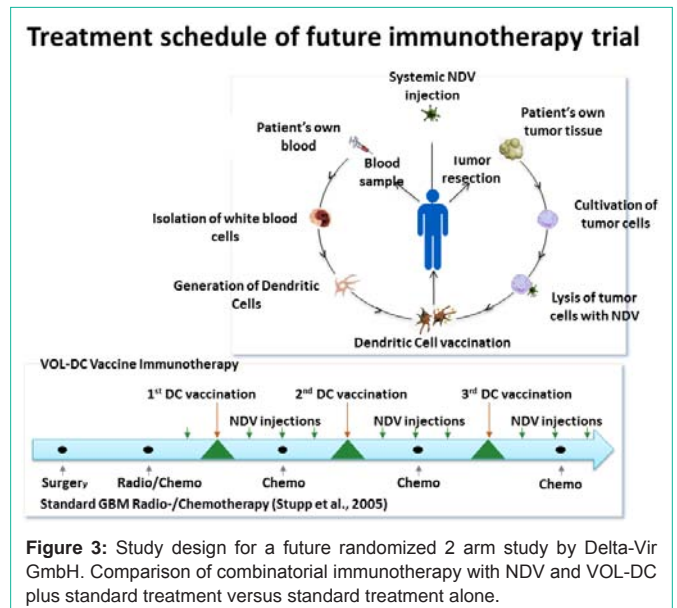 Treatment schedule of future immunotherapy trial
Systemic NDV
injection
Patient's own
blood
Patient's own
tumor tissue
Blood
sample
Tumor
resection
Isolation of white blood
cells
Cultivation of
tumor cells
Generation of Dendritic
Cells
Lysis of tumor
cells with NDV
Dendritic Cell vaccination
VOL-DC Vaccine Immunotherapy
1st DC vaccination 2nd DC vaccination 3rd DC vaccination
NDV injections NDV injections NDV injections
Surgery Radio/Chemo Chemo Chemo Chemo
Standard GBM Radio-/Chemotherapy (Stupp et al., 2005)
Figure 3: Study design for a future randomized 2 arm study by Delta-Vir
GmbH. Comparison of combinatorial immunotherapy with NDV and VOL-DC
plus standard treatment versus standard treatment alone.